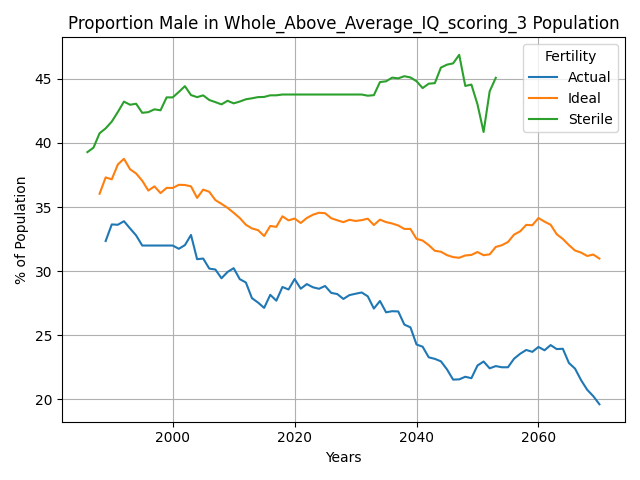 Proportion Male in Whole_Above_Average_IQ_scoring_3 Population
Fertility
Actual
Ideal
Sterile
% of Population
45
40
35
30
25
20
2000
2020
2040
2060
Years